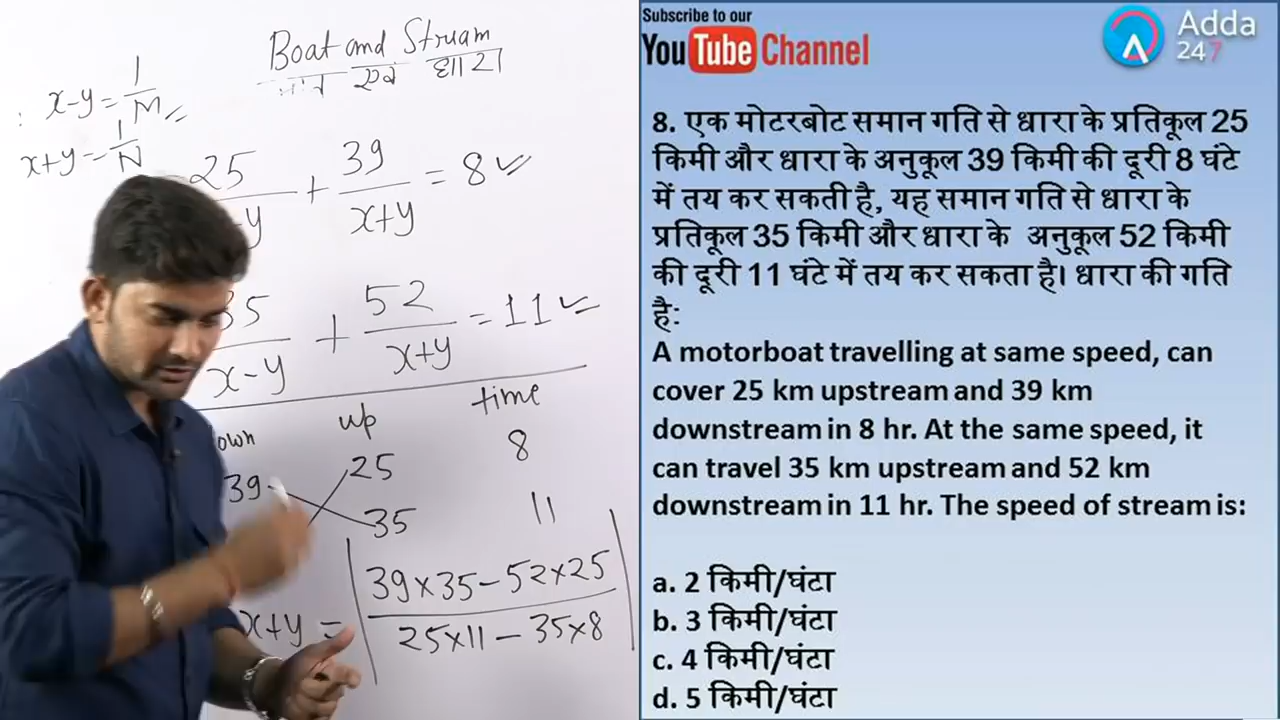 Boat and Stream
एवं धारा
: x-y = 1/M
x+y = 1/N
25/ -y + 39/x+y = 8 ✓
35/x-y + 52/x+y = 11 ✓
own up time
39 25 8
35 11
x+y = | 39×35-52×25 / 25×11-35×8 |
Subscribe to our
YouTube Channel
Adda
247
8. एक मोटरबोट समान गति से धारा के प्रतिकूल 25
किमी और धारा के अनुकूल 39 किमी की दूरी 8 घंटे
में तय कर सकती है, यह समान गति से धारा के
प्रतिकूल 35 किमी और धारा के अनुकूल 52 किमी
की दूरी 11 घंटे में तय कर सकता है। धारा की गति
है:
A motorboat travelling at same speed, can
cover 25 km upstream and 39 km
downstream in 8 hr. At the same speed, it
can travel 35 km upstream and 52 km
downstream in 11 hr. The speed of stream is:
a. 2 किमी/घंटा
b. 3 किमी/घंटा
c. 4 किमी/घंटा
d. 5 किमी/घंटा